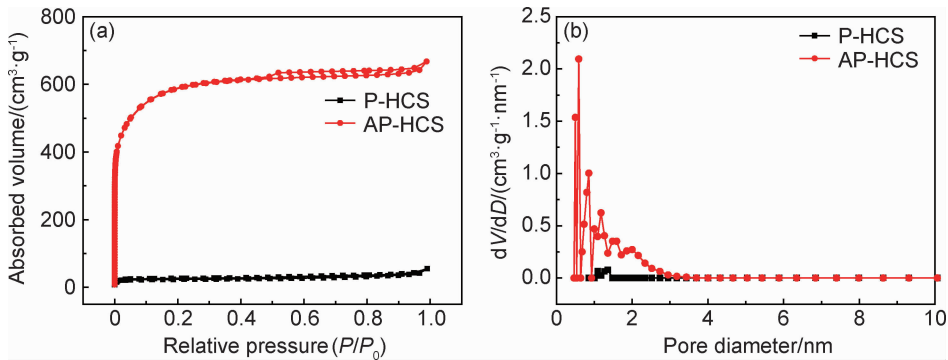 (a)
800
600
400
200
0
Absorbed volume/(cm³·g⁻¹)
P-HCS
AP-HCS
0 0.2 0.4 0.6 0.8 1.0
Relative pressure (P/P₀)
(b)
2.5
2.0
1.5
1.0
0.5
0.0
dV/dD/(cm³·g⁻¹·nm⁻¹)
P-HCS
AP-HCS
0 2 4 6 8 10
Pore diameter/nm